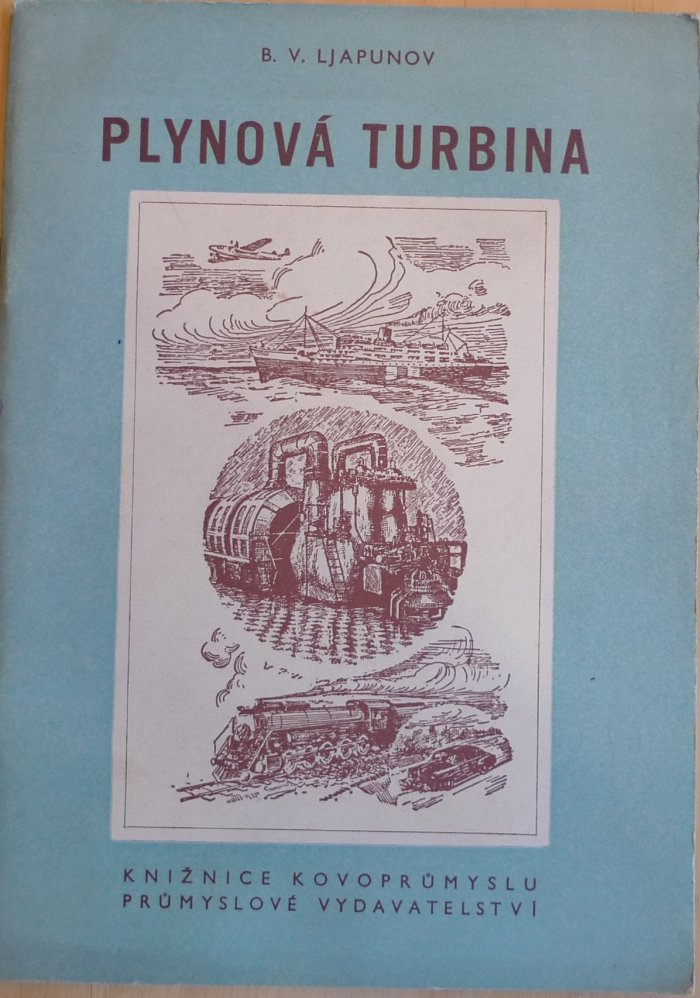 B. V. LJAPUNOV
PLYNOVÁ TURBINA
KNIŽNICE KOVOPRŮMYSLU
PRŮMYSLOVÉ VYDAVATELSTVÍ